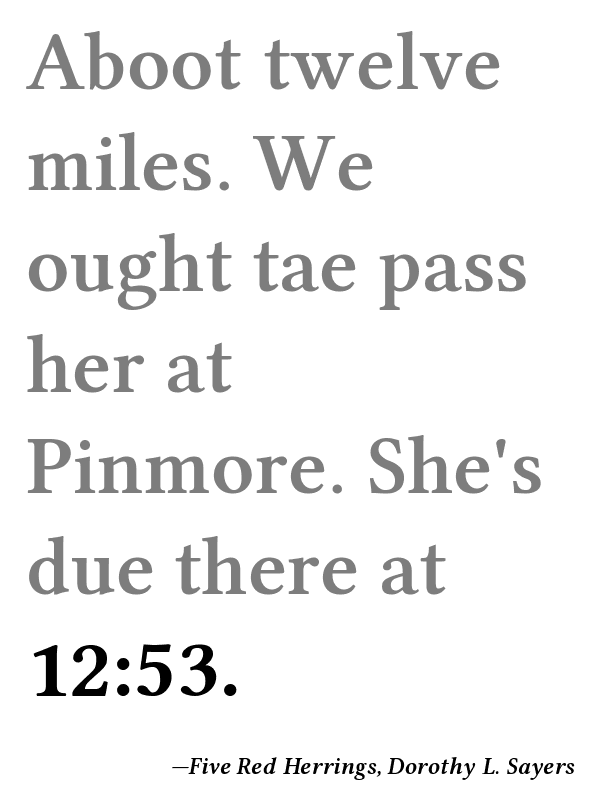 Aboot twelve
miles. We
ought tae pass
her at
Pinmore. She's
due there at
12:53.
—Five Red Herrings, Dorothy L. Sayers